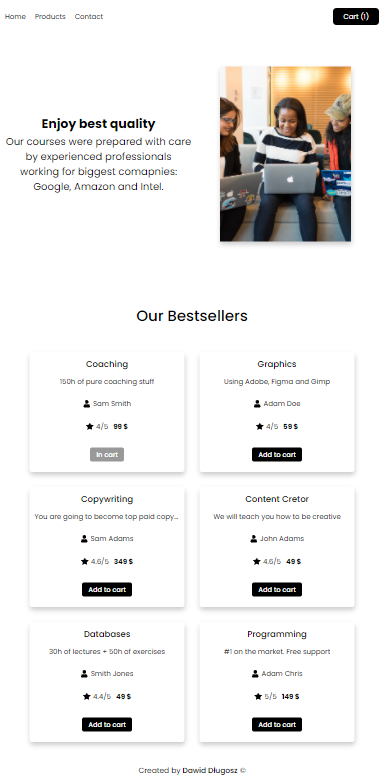 Home Products Contact Cart (1)
Enjoy best quality
Our courses were prepared with care
by experienced professionals
working for biggest comapnies:
Google, Amazon and Intel.
Our Bestsellers
Coaching
150h of pure coaching stuff
Sam Smith
4/5 99 $
In cart
Graphics
Using Adobe, Figma and Gimp
Adam Doe
4/5 59 $
Add to cart
Copywriting
You are going to become top paid copy...
Sam Adams
4.6/5 349 $
Add to cart
Content Cretor
We will teach you how to be creative
John Adams
4.6/5 49 $
Add to cart
Databases
30h of lectures + 50h of exercises
Smith Jones
4.4/5 49 $
Add to cart
Programming
#1 on the market. Free support
Adam Chris
5/5 149 $
Add to cart
Created by Dawid Długosz ©